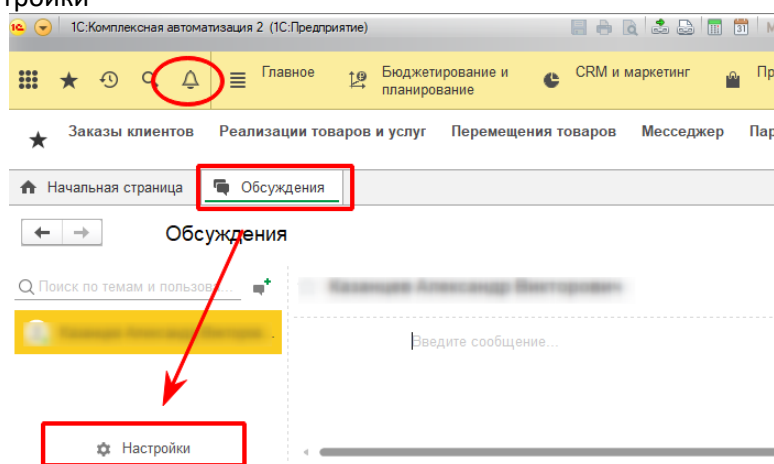 тройки
1С:Комплексная автоматизация 2 (1С:Предприятие)
Главное
Бюджетирование и
планирование
CRM и маркетинг
Пр
Заказы клиентов Реализации товаров и услуг Перемещения товаров Месседжер Пар
Начальная страница Обсуждения
Обсуждения
Поиск по темам и пользова...
Введите сообщение...
Настройки